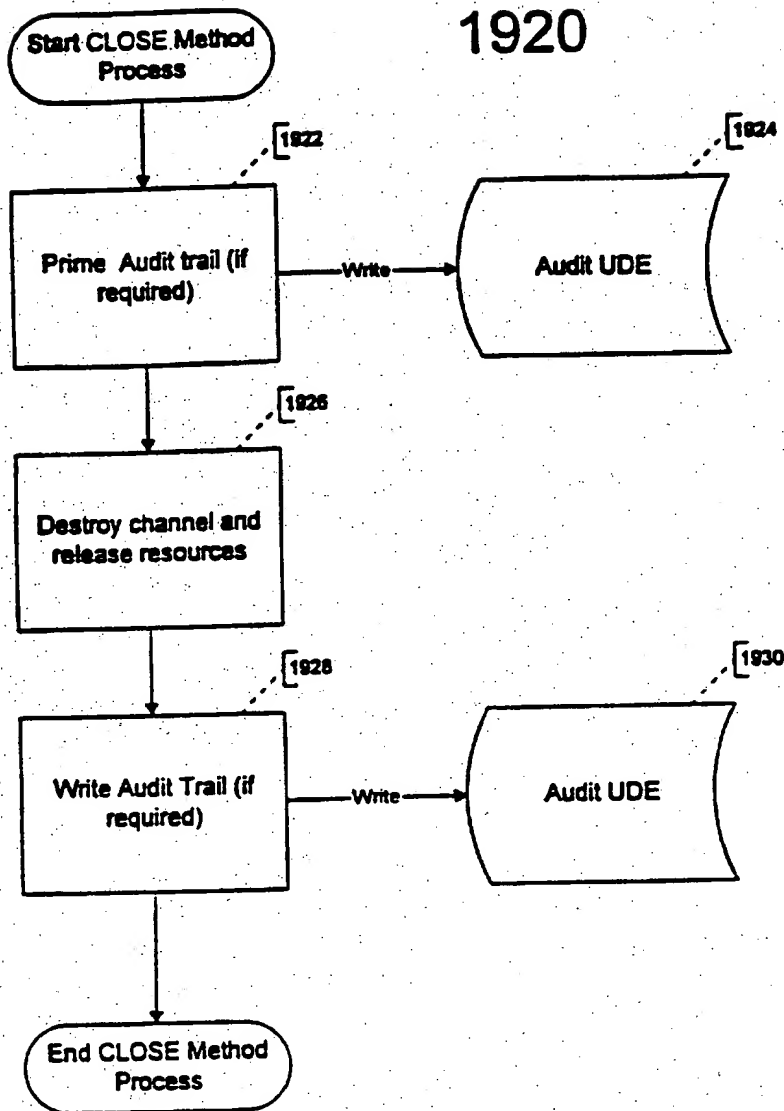 1920
Start CLOSE Method
Process
1922
1924
Prime Audit trail (if
required)
Write
Audit UDE
1926
Destroy channel and
release resources
1928
1930
Write Audit Trail (if
required)
Write
Audit UDE
End CLOSE Method
Process